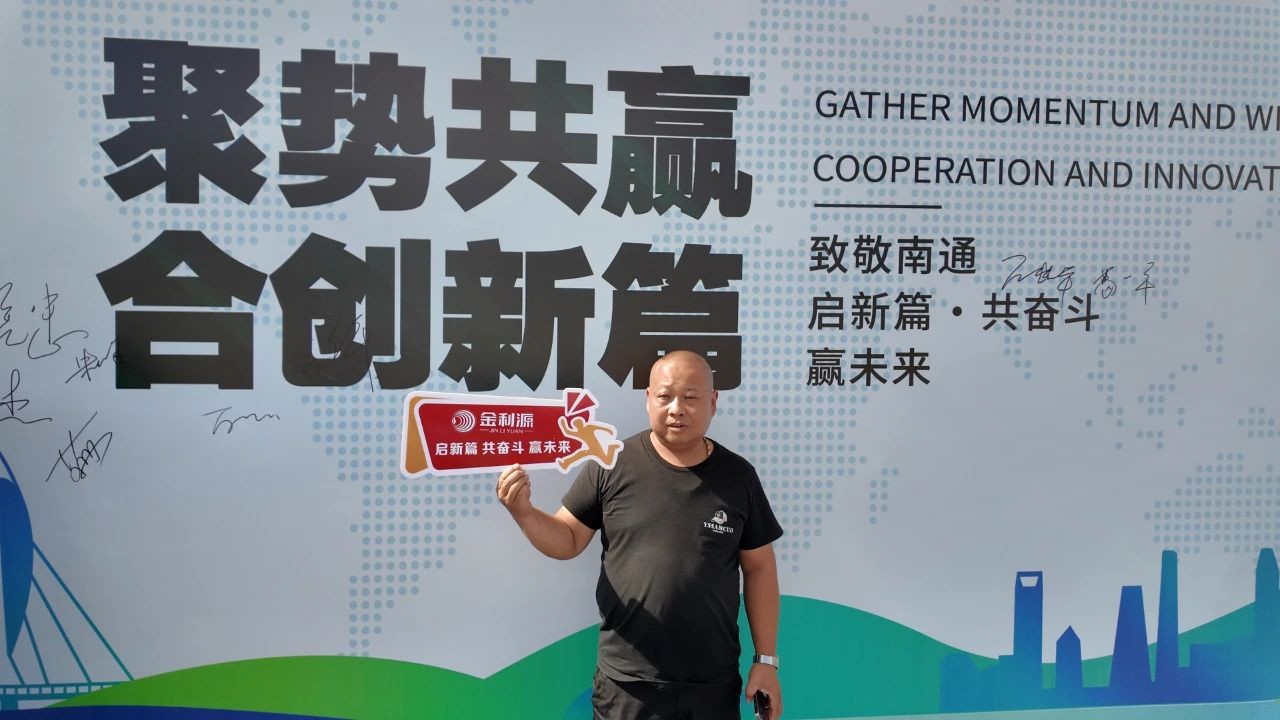 聚势共赢
合创新篇
GATHER MOMENTUM AND WI
COOPERATION AND INNOVAT
致敬南通
启新篇·共奋斗
赢未来
金利源
JIN LI YUAN
启新篇 共奋斗 赢未来
YSSAMCUO